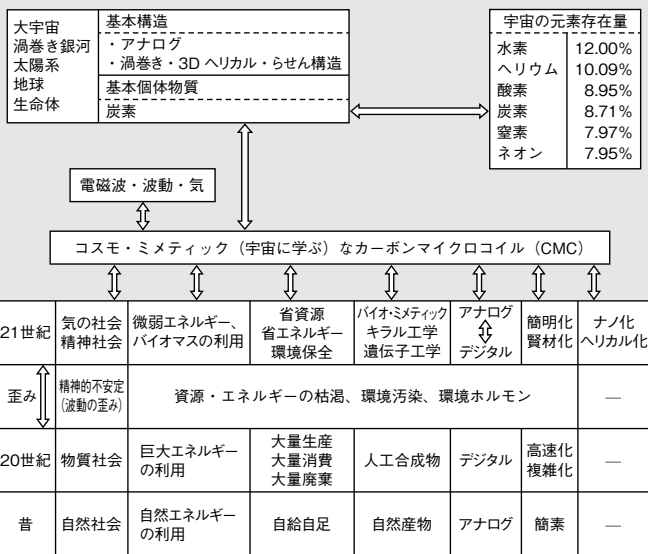 大宇宙
渦巻き銀河
太陽系
地球
生命体
基本構造
・アナログ
・渦巻き・3D ヘリカル・らせん構造
基本個体物質
炭素
宇宙の元素存在量
水素 12.00%
ヘリウム 10.09%
酸素 8.95%
炭素 8.71%
窒素 7.97%
ネオン 7.95%
電磁波・波動・気
コスモ・ミメティック（宇宙に学ぶ）なカーボンマイクロコイル（CMC）
21世紀
気の社会
精神社会
微弱エネルギー、
バイオマスの利用
省資源
省エネルギー
環境保全
バイオ・ミメティック
キラル工学
遺伝子工学
アナログ
デジタル
簡明化
賢材化
ナノ化
ヘリカル化
歪み
精神的不安定
(波動の歪み)
資源・エネルギーの枯渇、環境汚染、環境ホルモン
―
20世紀
物質社会
巨大エネルギー
の利用
大量生産
大量消費
大量廃棄
人工合成物
デジタル
高速化
複雑化
―
昔
自然社会
自然エネルギー
の利用
自給自足
自然産物
アナログ
簡素
―